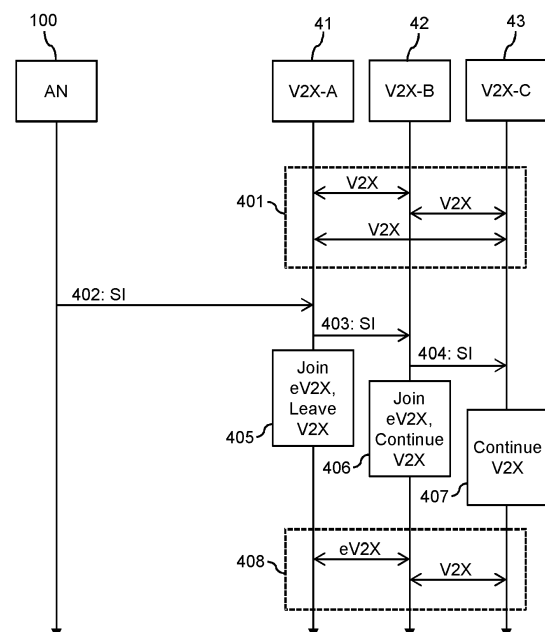 100
41
42
43
AN
V2X-A
V2X-B
V2X-C
401
V2X
V2X
V2X
402: SI
403: SI
404: SI
Join
eV2X,
Leave
V2X
405
Join
eV2X,
Continue
V2X
406
Continue
V2X
407
408
eV2X
V2X